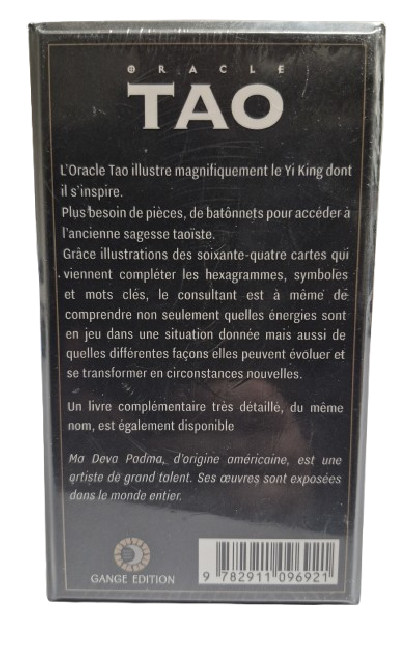 ORACLE
TAO
L'Oracle Tao illustre magnifiquement le Yi King dont
il s'inspire.
Plus besoin de pièces, de batônnets pour accéder à
l'ancienne sagesse taoïste.
Grâce illustrations des soixante-quatre cartes qui
viennent compléter les hexagrammes, symboles
et mots clés, le consultant est à même de
comprendre non seulement quelles énergies sont
en jeu dans une situation donnée mais aussi de
quelles différentes façons elles peuvent évoluer et
se transformer en circonstances nouvelles.
Un livre complémentaire très détaillé, du même
nom, est également disponible
Ma Deva Padma, d'origine américaine, est une
artiste de grand talent. Ses œuvres sont exposées
dans le monde entier.
GANGE EDITION
9 782911 096921